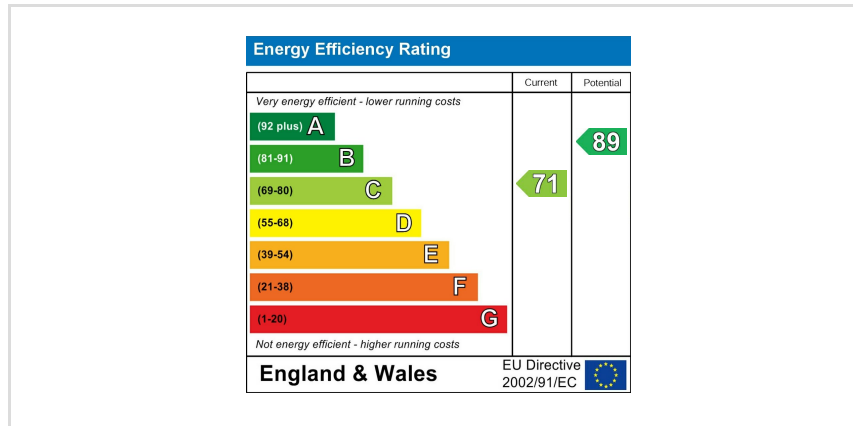 Energy Efficiency Rating
Current Potential
Very energy efficient - lower running costs
(92 plus) A
(81-91) B
89
(69-80) C
71
(55-68) D
(39-54) E
(21-38) F
(1-20) G
Not energy efficient - higher running costs
England & Wales
EU Directive
2002/91/EC